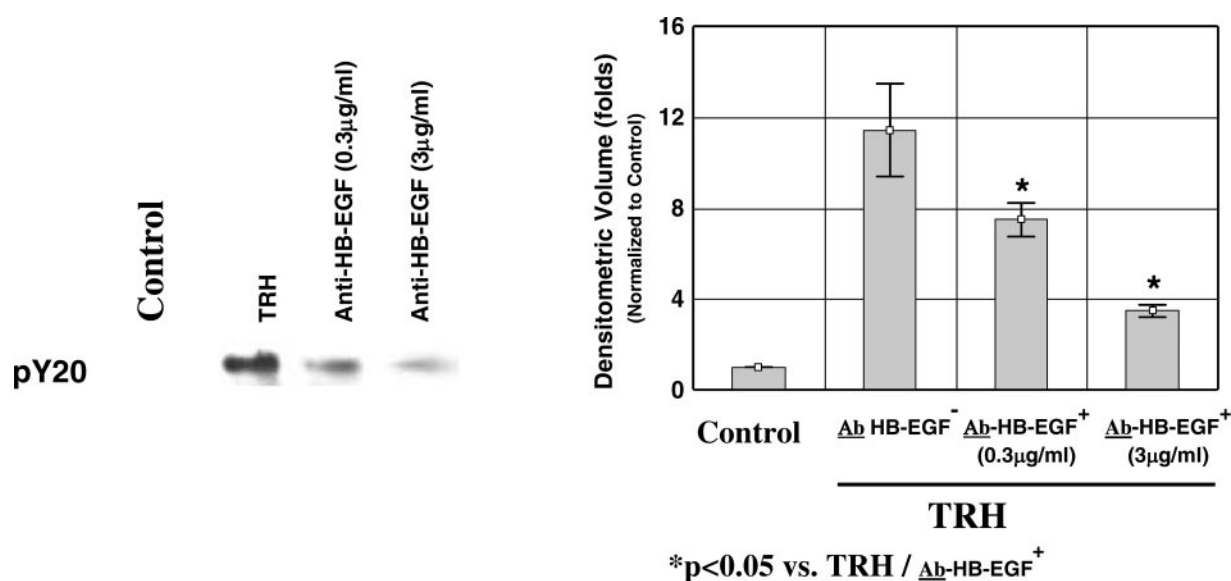 Control
TRH
Anti-HB-EGF (0.3μg/ml)
Anti-HB-EGF (3μg/ml)
pY20
Densitometric Volume (folds)
(Normalized to Control)
16
12
8
4
0
*
*
Control
Ab HB-EGF⁻
Ab-HB-EGF⁺
(0.3μg/ml)
Ab-HB-EGF⁺
(3μg/ml)
TRH
*p<0.05 vs. TRH / Ab-HB-EGF⁺